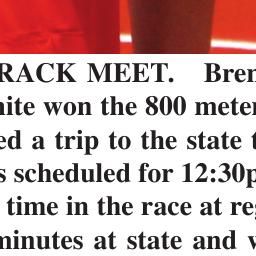 RACK MEET. Bren
ite won the 800 meter
ed a trip to the state t
s scheduled for 12:30p
time in the race at reg
minutes at state and w